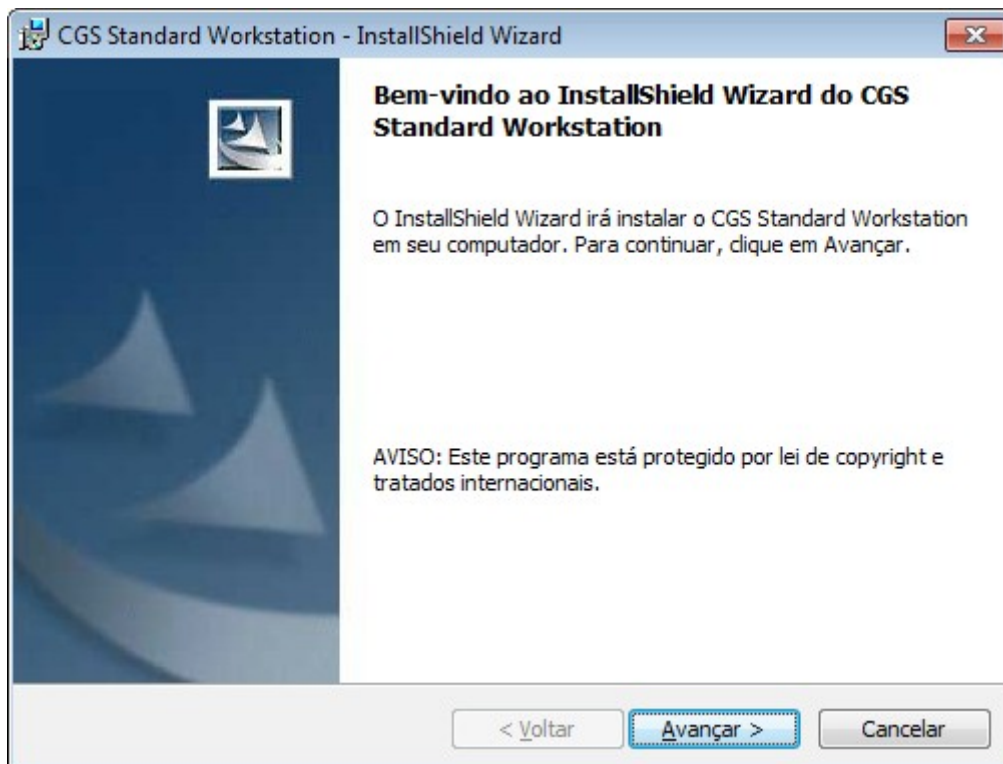 CGS Standard Workstation - InstallShield Wizard
Bem-vindo ao InstallShield Wizard do CGS
Standard Workstation
O InstallShield Wizard irá instalar o CGS Standard Workstation
em seu computador. Para continuar, clique em Avançar.
AVISO: Este programa está protegido por lei de copyright e
tratados internacionais.
< Voltar Avançar > Cancelar